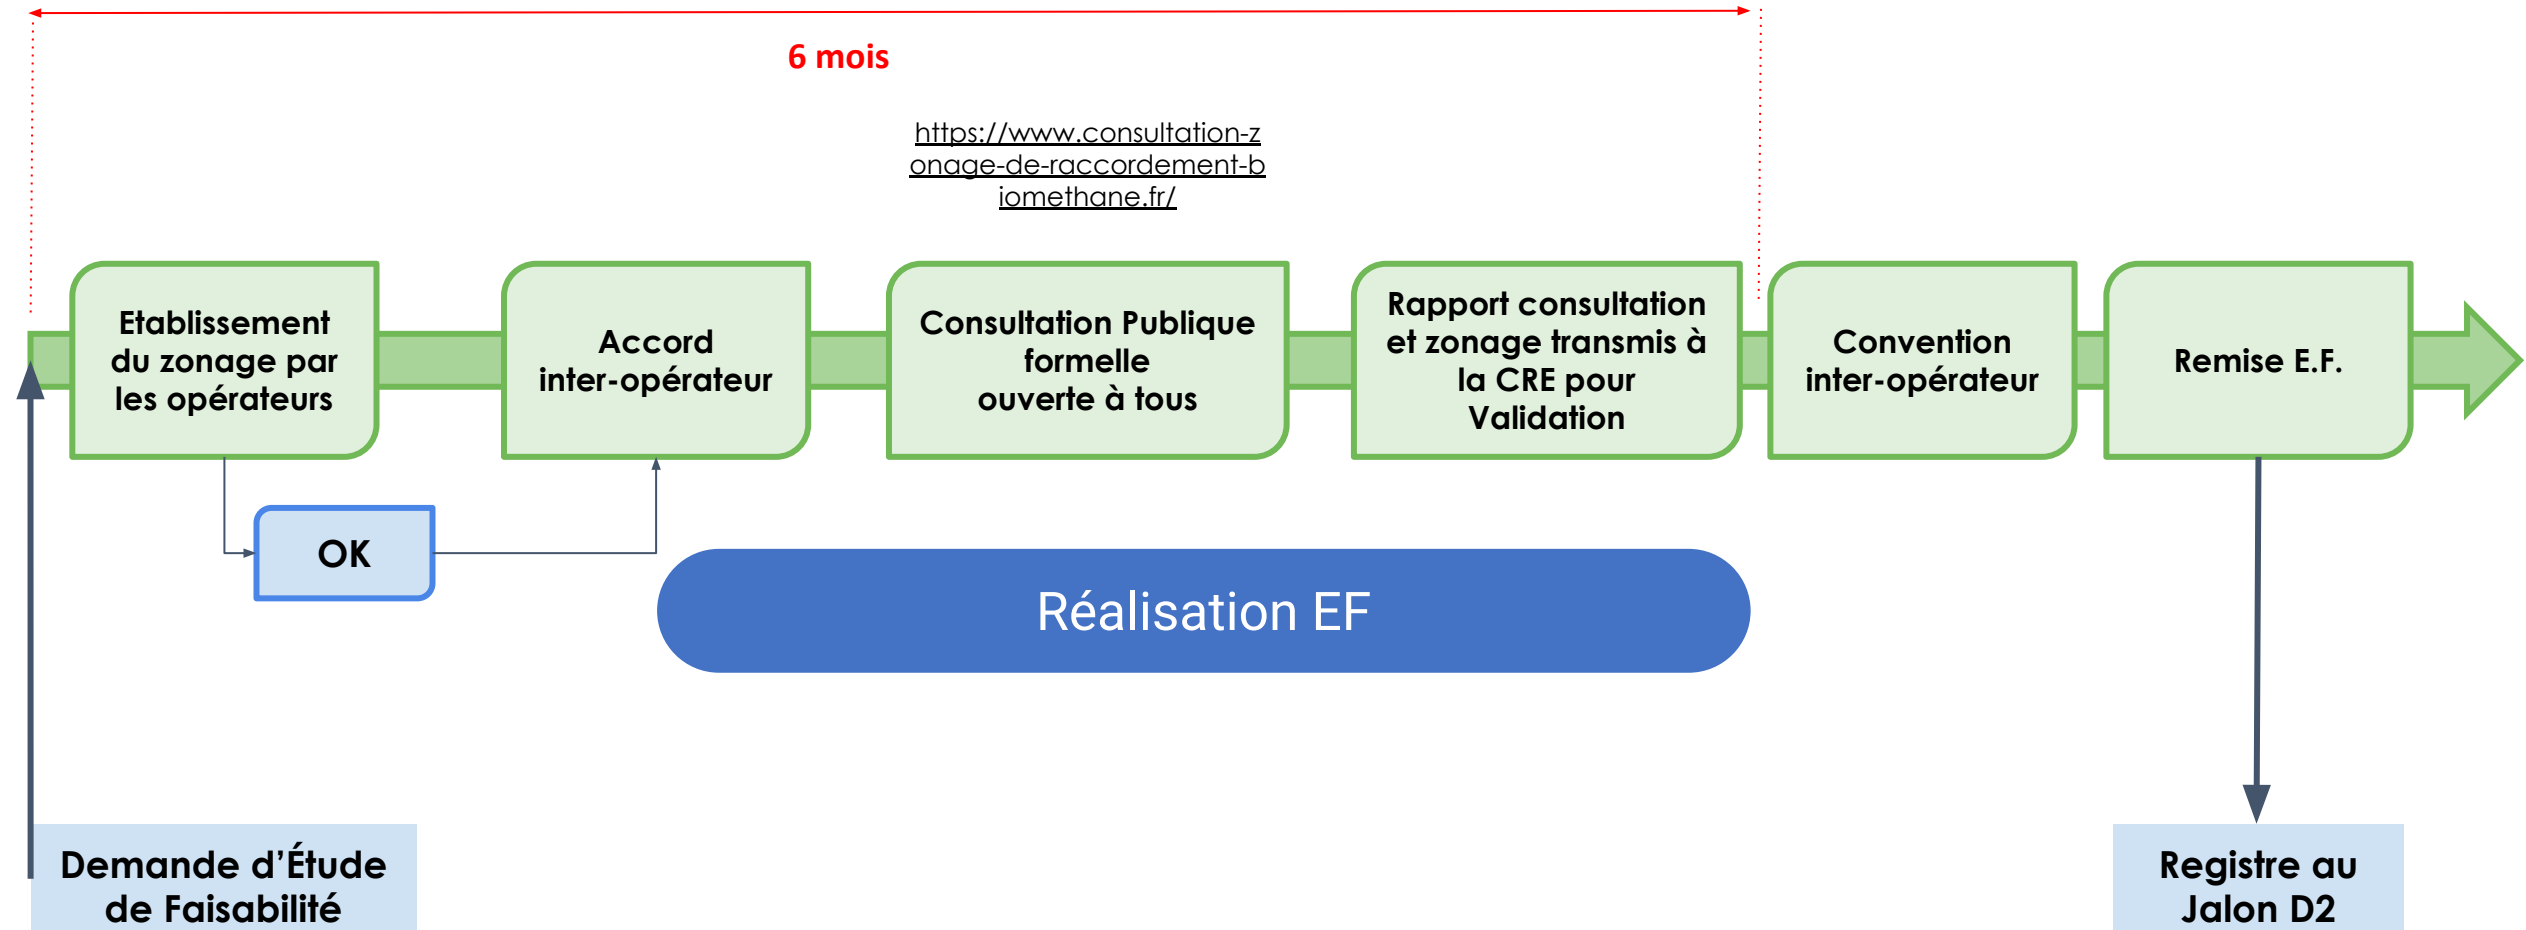 6 mois
https://www.consultation-z
onage-de-raccordement-b
iomethane.fr/
Etablissement
du zonage par
les opérateurs
Accord
inter-opérateur
Consultation Publique
formelle
ouverte à tous
Rapport consultation
et zonage transmis à
la CRE pour
Validation
Convention
inter-opérateur
Remise E.F.
OK
Réalisation EF
Demande d’Étude
de Faisabilité
Registre au
Jalon D2